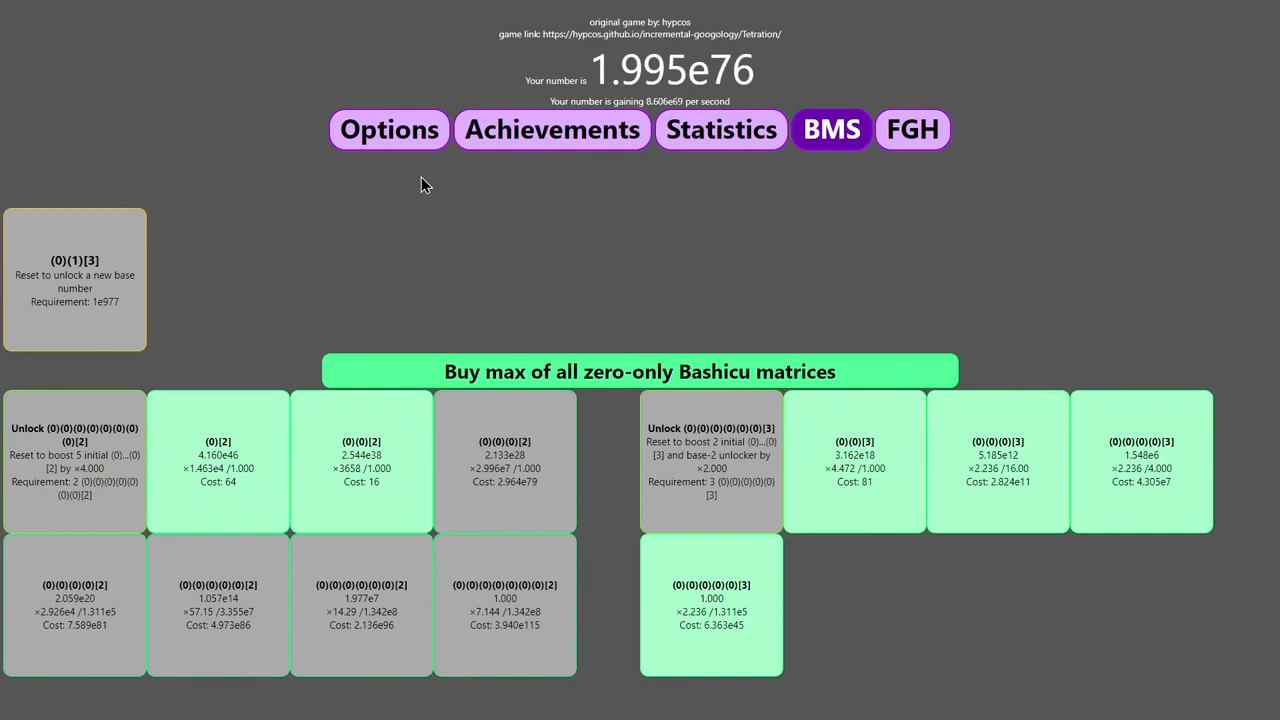 original game by: hypcos
game link: https://hypcos.github.io/incremental-googology/Tetration/
Your number is 1.995e76
Your number is gaining 8.606e69 per second
Options Achievements Statistics BMS FGH
(0)(1)[3]
Reset to unlock a new base
number
Requirement: 1e977
Buy max of all zero-only Bashicu matrices
Unlock (0)(0)(0)(0)(0)(0)(0)
(0)[2]
Reset to boost 5 initial (0)...(0)
[2] by ×4.000
Requirement: 2 (0)(0)(0)(0)(0)
(0)(0)[2]
(0)[2]
4.160e46
×1.463e4 /1.000
Cost: 64
(0)(0)[2]
2.544e38
×3658 /1.000
Cost: 16
(0)(0)(0)[2]
2.133e28
×2.996e7 /1.000
Cost: 2.964e79
Unlock (0)(0)(0)(0)(0)(0)[3]
Reset to boost 2 initial (0)...(0)
[3] and base-2 unlocker by
×2.000
Requirement: 3 (0)(0)(0)(0)(0)
[3]
(0)(0)[3]
3.162e18
×4.472 /1.000
Cost: 81
(0)(0)(0)[3]
5.185e12
×2.236 /16.00
Cost: 2.824e11
(0)(0)(0)(0)[3]
1.548e6
×2.236 /4.000
Cost: 4.305e7
(0)(0)(0)(0)[2]
2.059e20
×2.926e4 /1.311e5
Cost: 7.589e81
(0)(0)(0)(0)(0)[2]
1.057e14
×57.15 /3.355e7
Cost: 4.973e86
(0)(0)(0)(0)(0)(0)[2]
1.977e7
×14.29 /1.342e8
Cost: 2.136e96
(0)(0)(0)(0)(0)(0)(0)[2]
1.000
×7.144 /1.342e8
Cost: 3.940e115
(0)(0)(0)(0)(0)[3]
1.000
×2.236 /1.311e5
Cost: 6.363e45